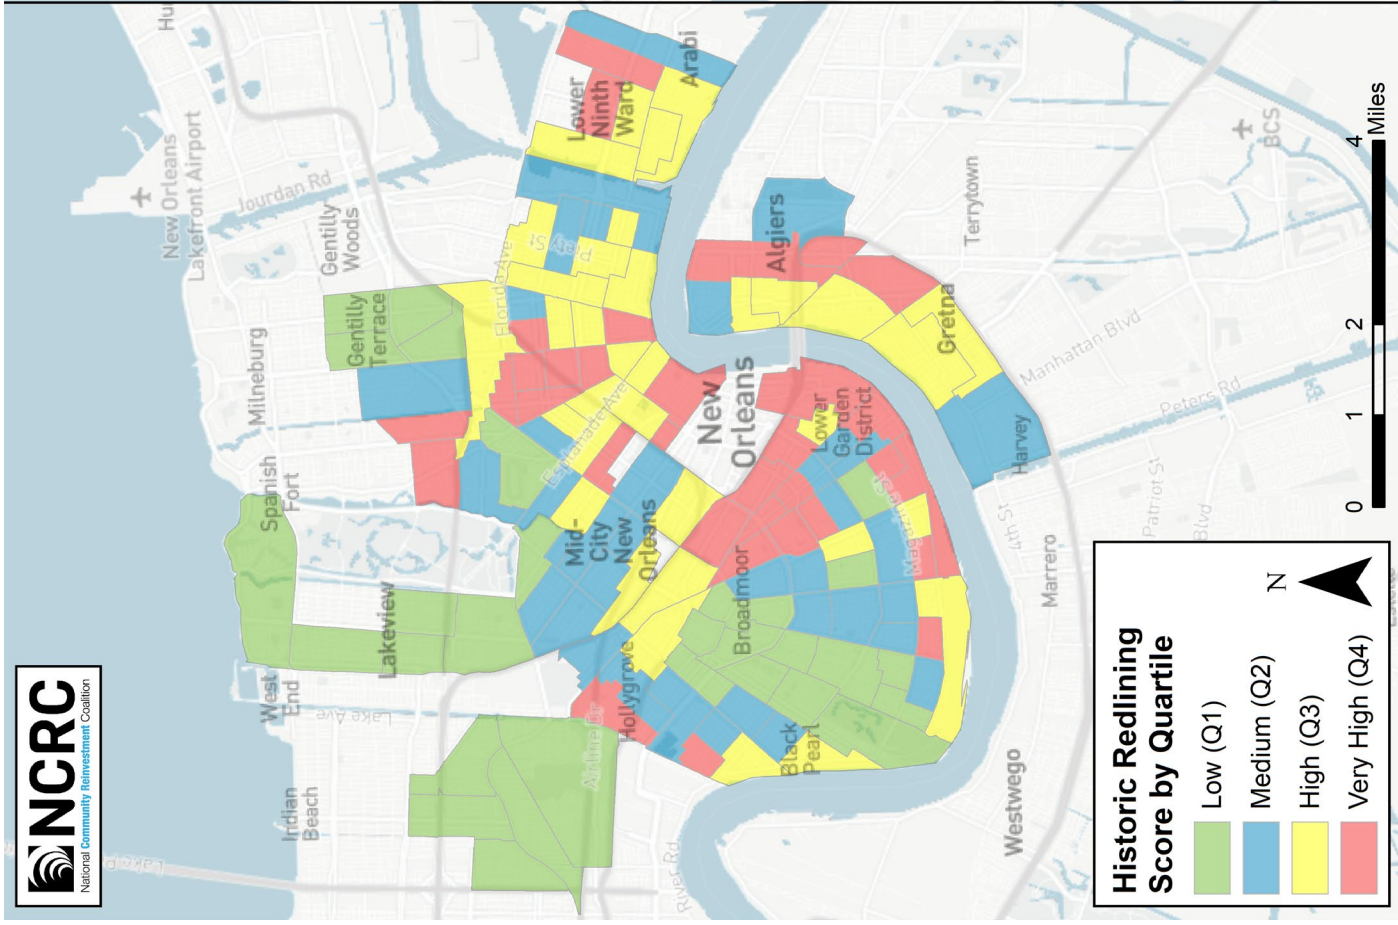 NCRC
National Community Reinvestment Coalition
Hu
New Orleans
Lakefront Airport
Jourdan Rd
Gentilly
Woods
Milneburg
Gentilly
Terrace
Spanish
Fort
West
End
Lake Ave
Indian
Beach
Lakeview
Florida Ave
Piety St
Lower
Ninth
Ward
Arabi
Esplanade Ave
Mid-
City New
Orleans
New
Orleans
Algiers
Terrytown
BCS
Gretna
Manhattan Blvd
Peters Rd
Harvey
Lower
Garden
District
Magazine St
Broadmoor
Hollygrove
Airline Dr
Black
Pearl
River Rd
4th St
Patriot St
Blvd
Marrero
Westwego
Historic Redlining
Score by Quartile
Low (Q1)
Medium (Q2)
High (Q3)
Very High (Q4)
N
0 1 2 4
Miles